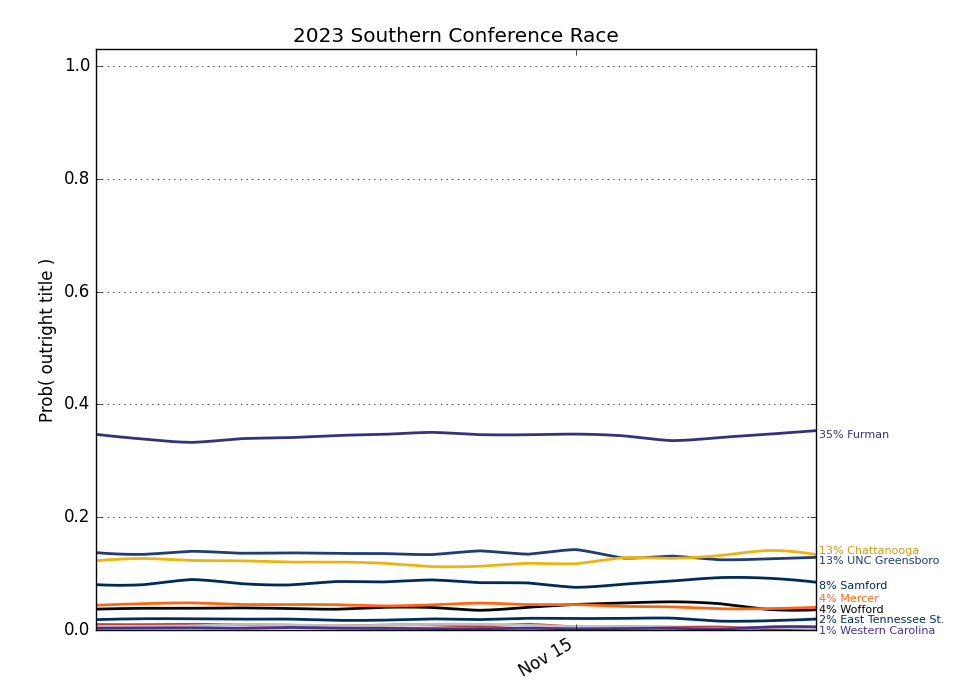 2023 Southern Conference Race
Prob( outright title )
1.0
0.8
0.6
0.4
0.2
0.0
Nov 15
35% Furman
13% Chattanooga
13% UNC Greensboro
8% Samford
4% Mercer
4% Wofford
2% East Tennessee St.
1% Western Carolina